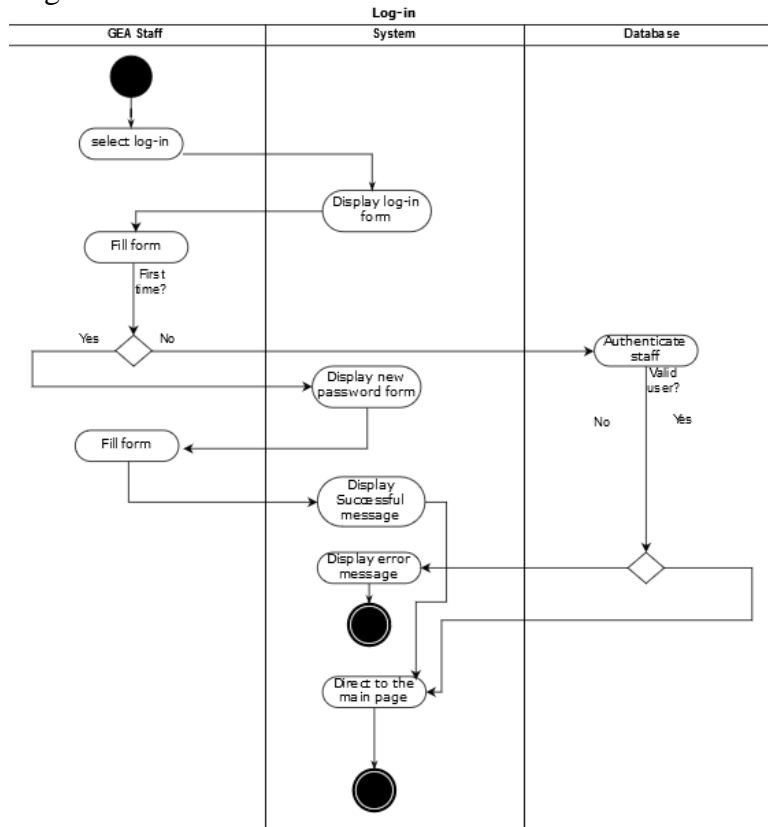 Log-in
GEA Staff
System
Database
select log-in
Display log-in
form
Fill form
First
time?
Yes
No
Authenticate
staff
Valid
user?
Display new
password form
No
Yes
Fill form
Display
Successful
message
Display error
message
Direct to the
main page